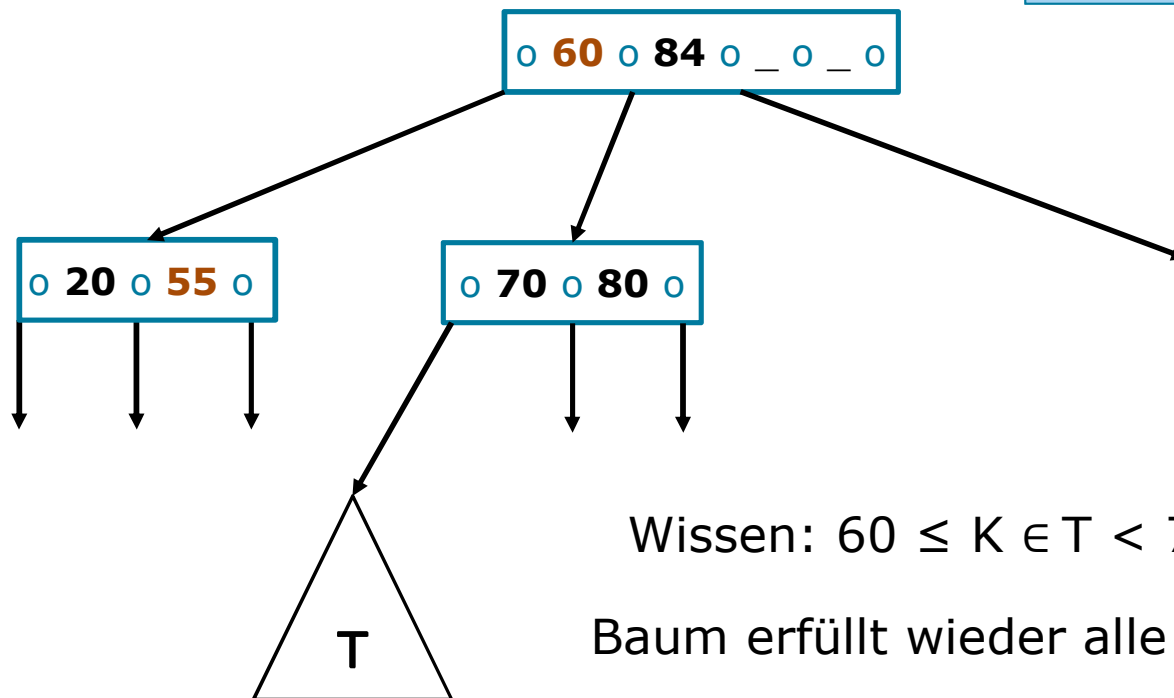 o 60 o 84 o _ o _ o
o 20 o 55 o
o 70 o 80 o
Wissen: 60 ≤ K ∈ T <
T
Baum erfüllt wieder alle